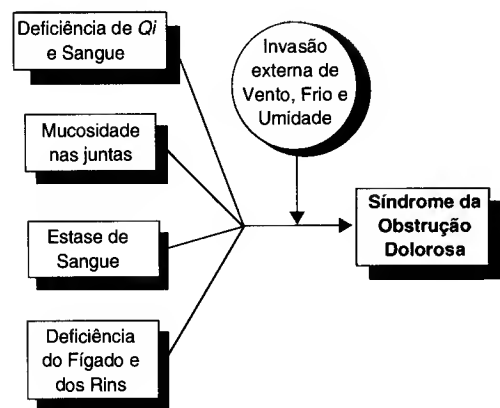 Deficiência de Qi
e Sangue
Mucosidade
nas juntas
Estase de
Sangue
Deficiência
do Fígado e
dos Rins
Invasão
externa de
Vento, Frio e
Umidade
Síndrome da
Obstrução
Dolorosa